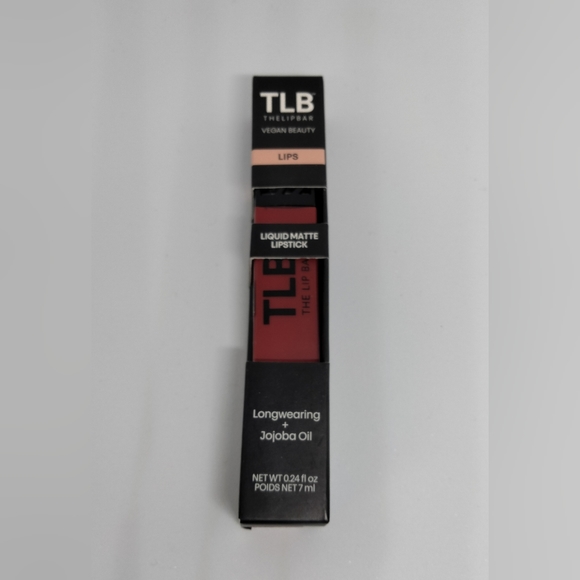 TLB
THELIPBAR
VEGAN BEAUTY
LIPS
LIQUID MATTE
LIPSTICK
TLB
THE LIP BA
Longwearing
+
Jojoba Oil
NET WT 0.24 fl oz
POIDS NET 7 ml